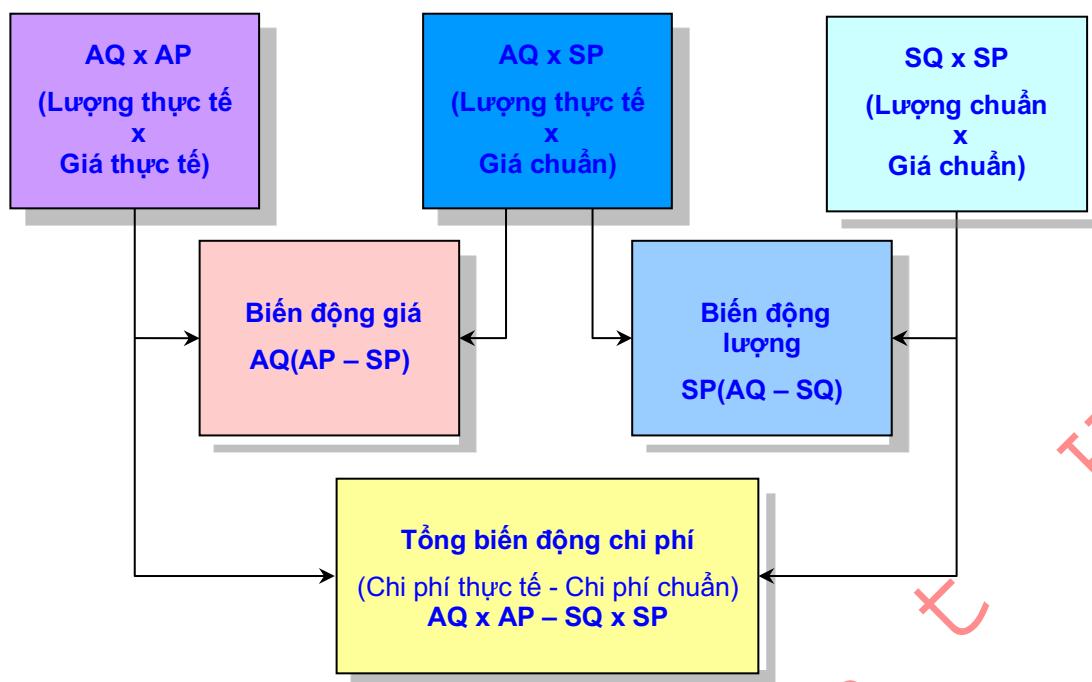 AQ x AP
(Lượng thực tế
x
Giá thực tế)
AQ x SP
(Lượng thực tế
x
Giá chuẩn)
SQ x SP
(Lượng chuẩn
x
Giá chuẩn)
Biến động giá
AQ(AP – SP)
Biến động
lượng
SP(AQ – SQ)
Tổng biến động chi phí
(Chi phí thực tế - Chi phí chuẩn)
AQ x AP – SQ x SP
t